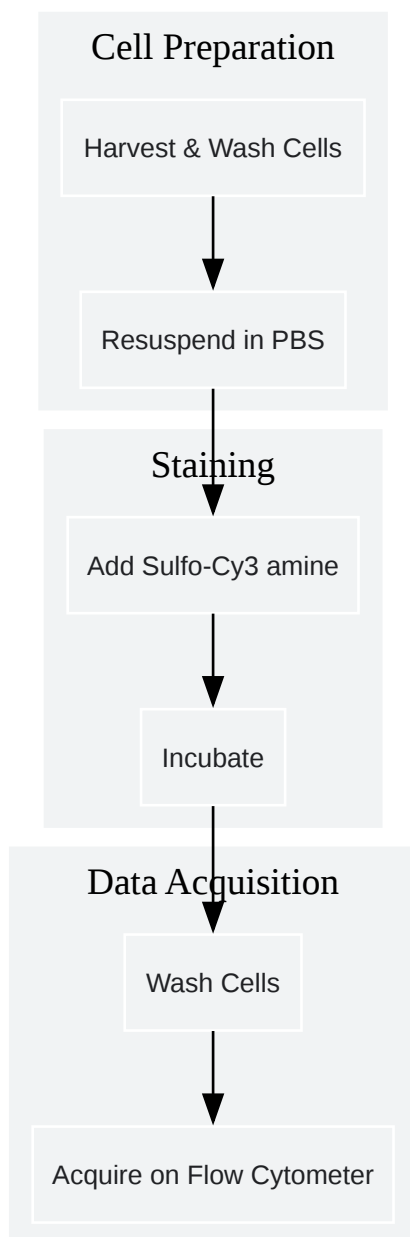 Cell Preparation
Harvest & Wash Cells
Resuspend in PBS
Staining
Add Sulfo-Cy3 amine
Incubate
Data Acquisition
Wash Cells
Acquire on Flow Cytometer